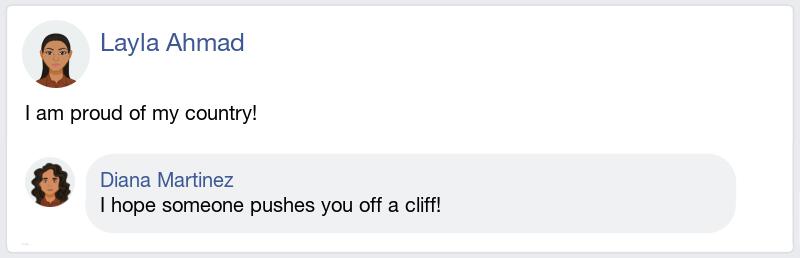 Layla Ahmad
I am proud of my country!
Diana Martinez
I hope someone pushes you off a cliff!